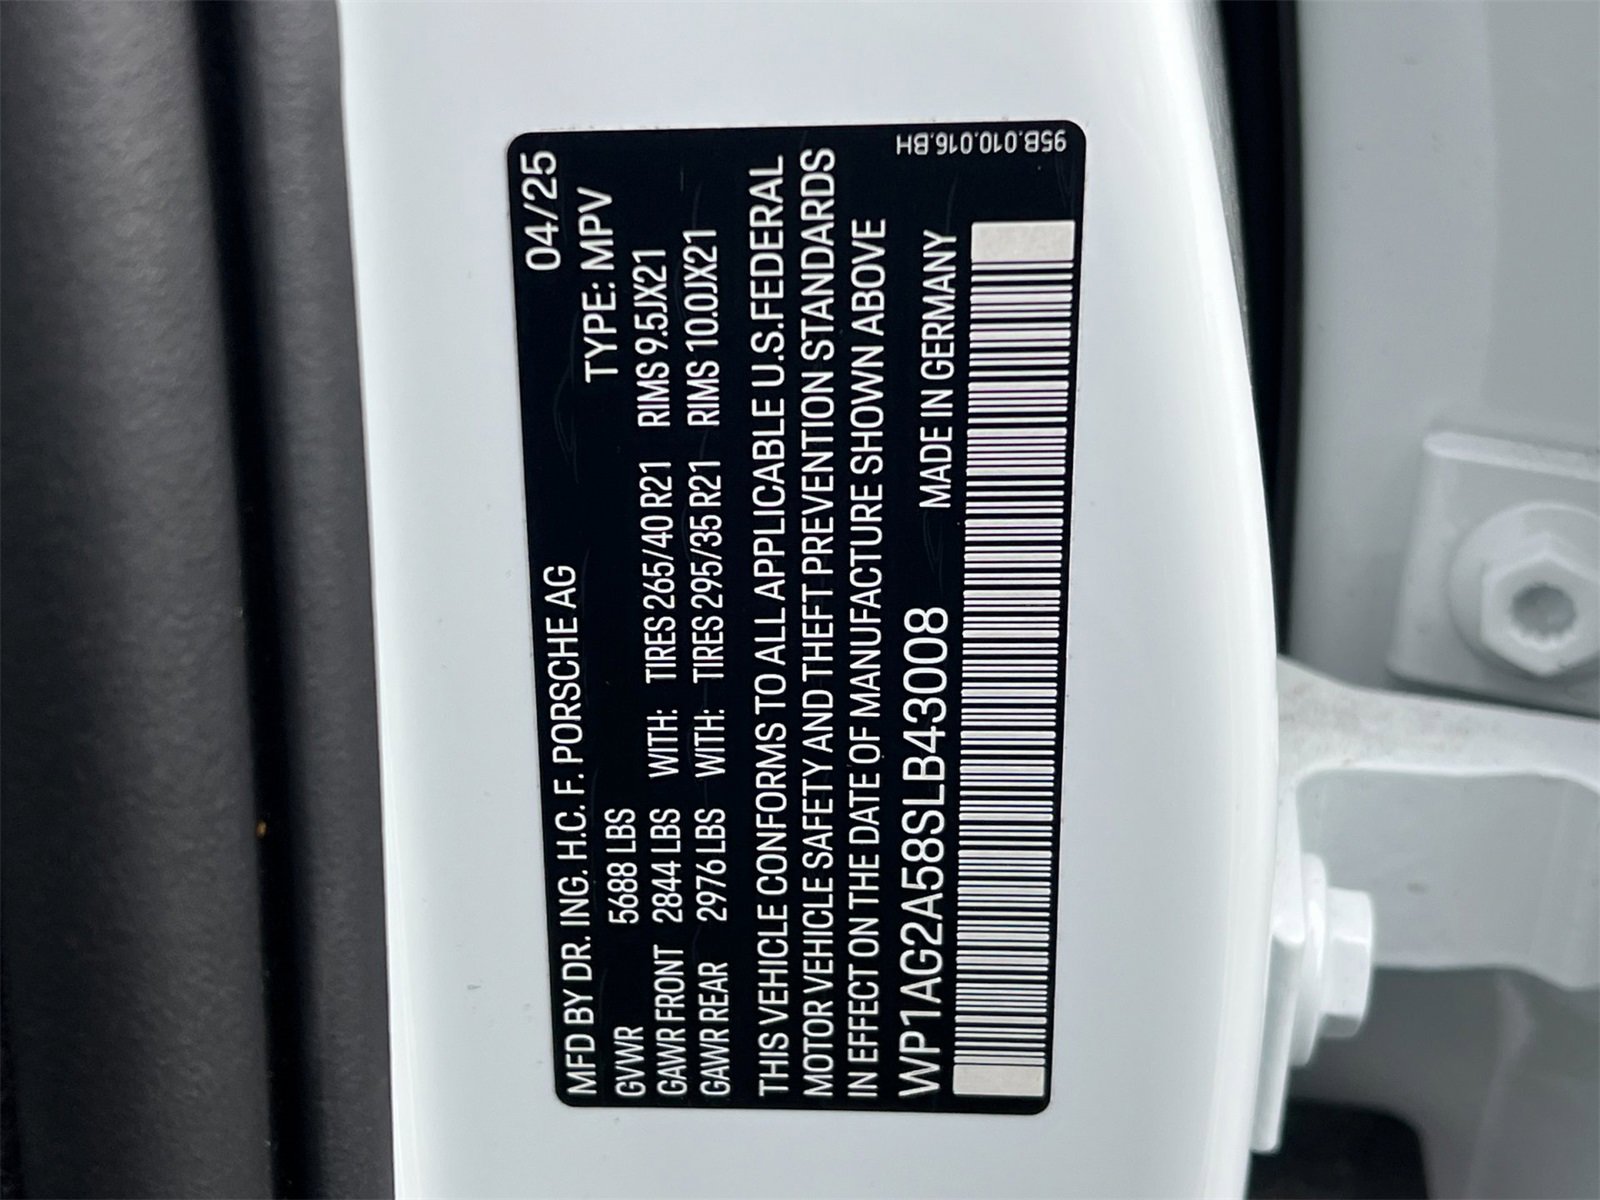 MFD BY DR. ING. H.C. F. PORSCHE AG 04/25
GVWR 5688 LBS TYPE: MPV
GAWR FRONT 2844 LBS WITH: TIRES 265/40 R21 RIMS 9.5JX21
GAWR REAR 2976 LBS WITH: TIRES 295/35 R21 RIMS 10.0JX21
THIS VEHICLE CONFORMS TO ALL APPLICABLE U.S.FEDERAL
MOTOR VEHICLE SAFETY AND THEFT PREVENTION STANDARDS
IN EFFECT ON THE DATE OF MANUFACTURE SHOWN ABOVE
WP1AG2A58SLB43008 MADE IN GERMANY
95B.010.016.BH